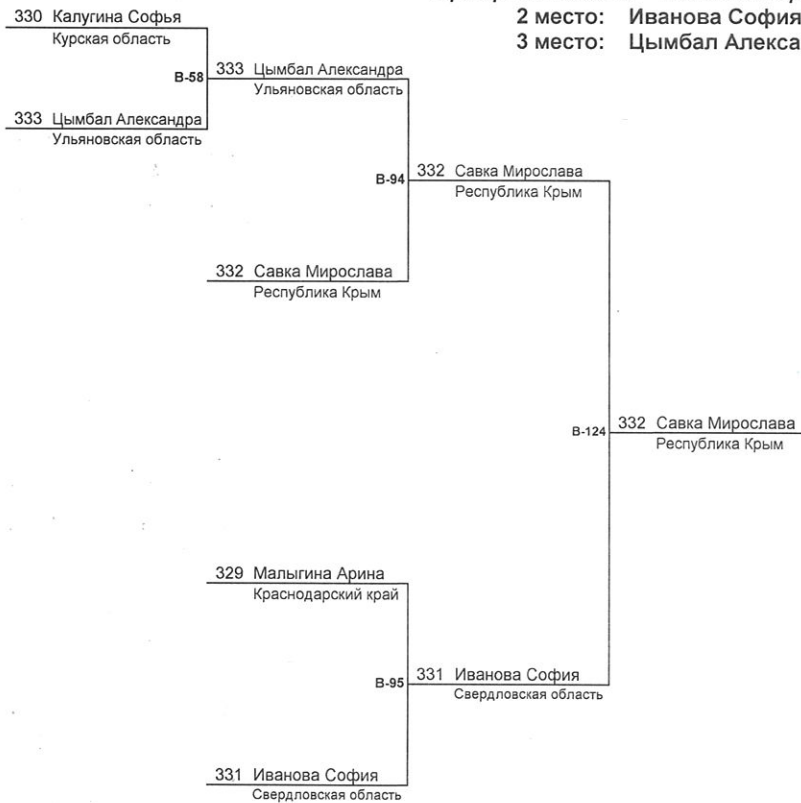 2 место: Иванова София
3 место: Цымбал Алекса
330 Калугина Софья
Курская область
B-58
333 Цымбал Александра
Ульяновская область
333 Цымбал Александра
Ульяновская область
B-94
332 Савка Мирослава
Республика Крым
332 Савка Мирослава
Республика Крым
B-124
332 Савка Мирослава
Республика Крым
329 Малыгина Арина
Краснодарский край
B-95
331 Иванова София
Свердловская область
331 Иванова София
Свердловская область